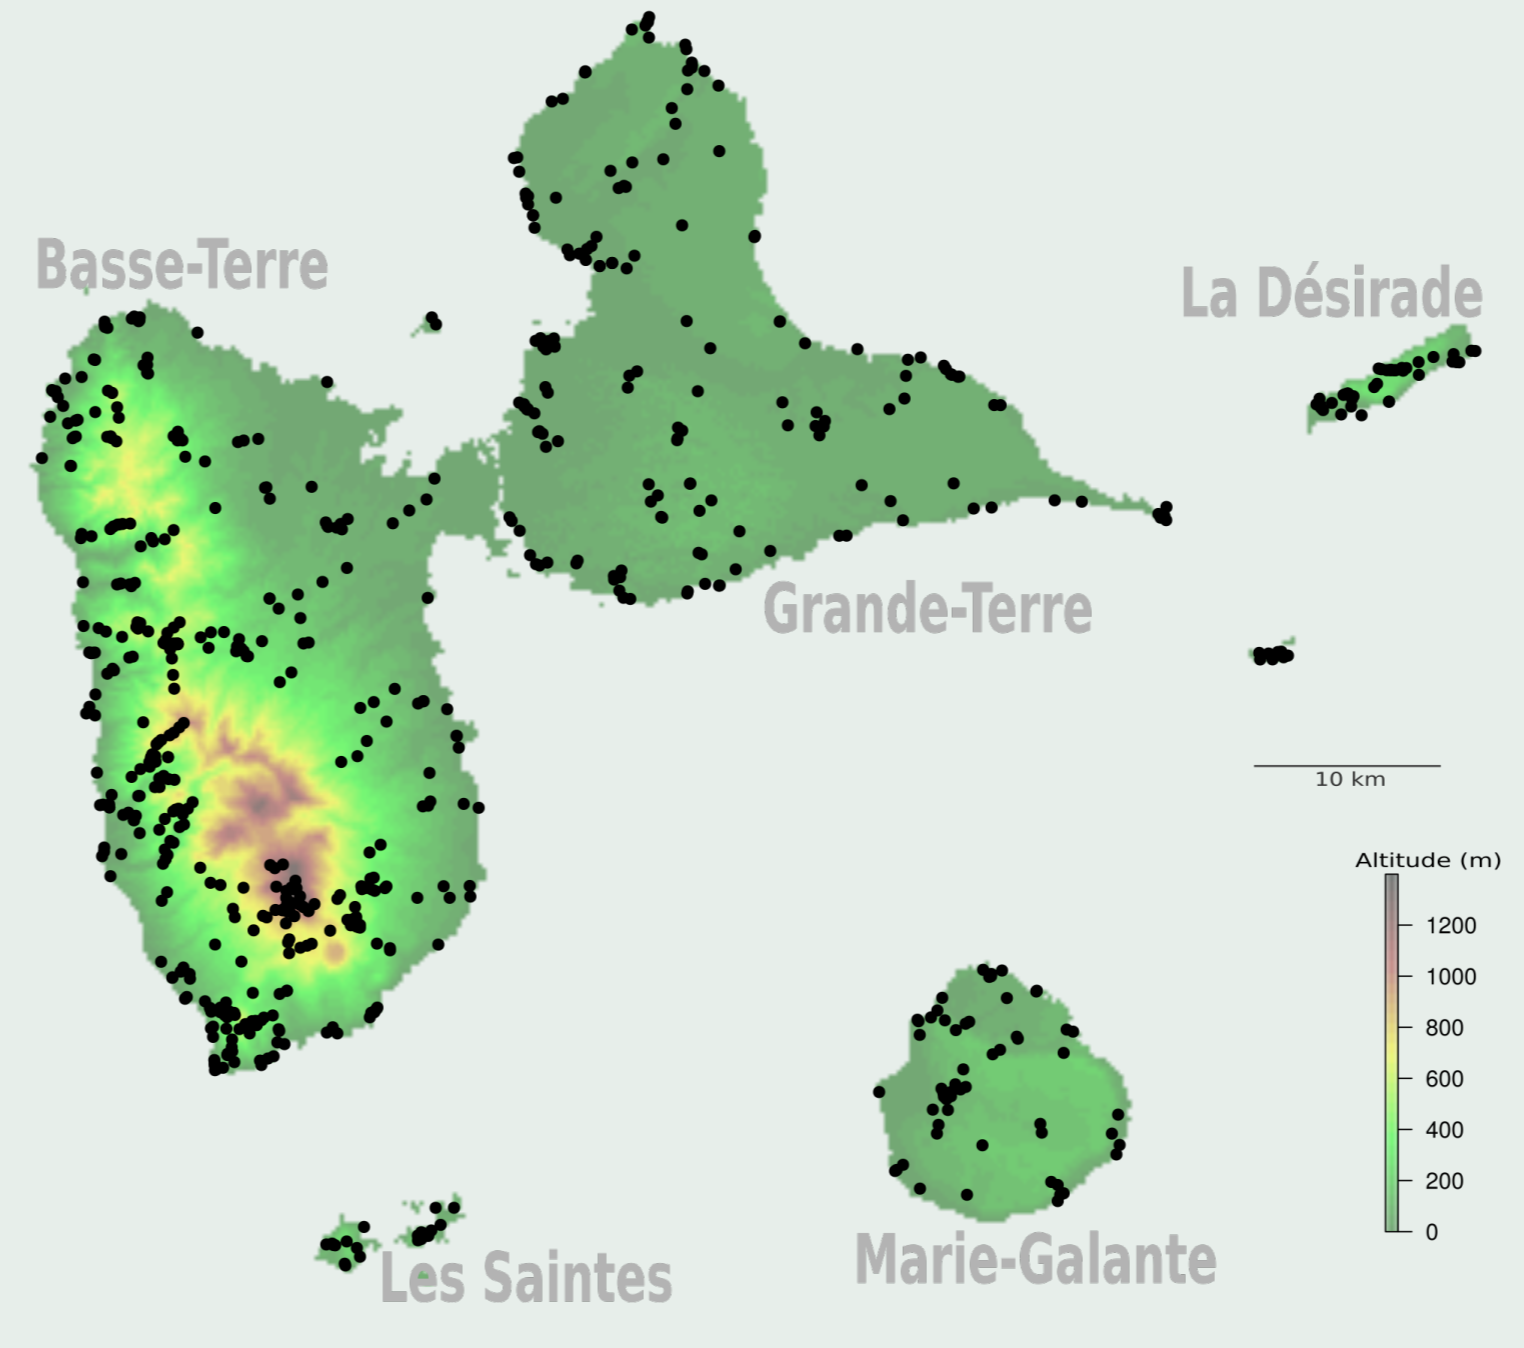 Basse-Terre
La Désirade
Grande-Terre
10 km
Altitude (m)
1200
1000
800
600
400
200
0
Marie-Galante
Les Saintes